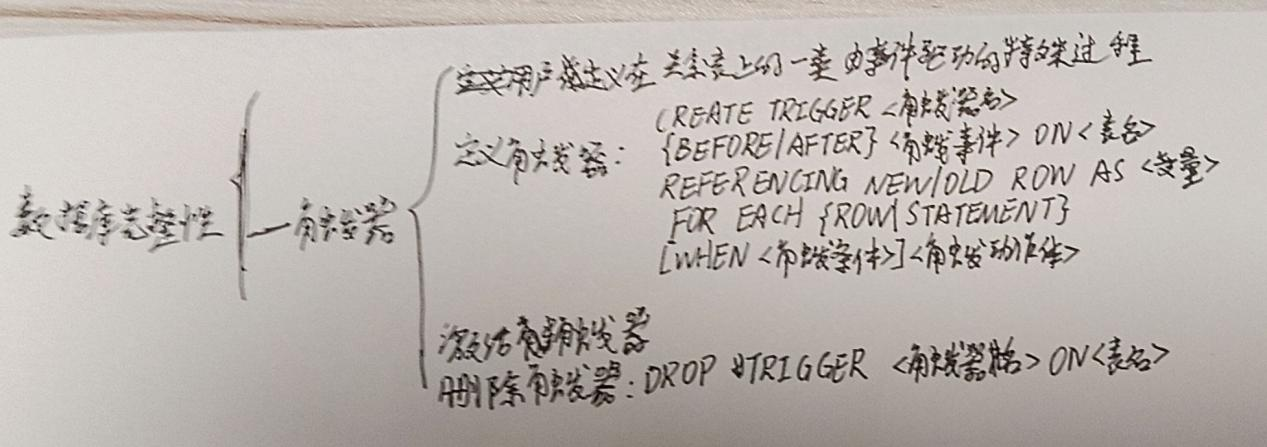 数据库完整性
触发器
用户定义在关系表上的一类由事件驱动的特殊过程
定义触发器:
CREATE TRIGGER <触发器名>
{BEFORE/AFTER} <触发事件> ON <表名>
REFERENCING NEW/OLD ROW AS <变量>
FOR EACH {ROW|STATEMENT}
[WHEN <触发条件>] <触发动作体>
激活触发器
删除触发器: DROP TRIGGER <触发器名> ON <表名>